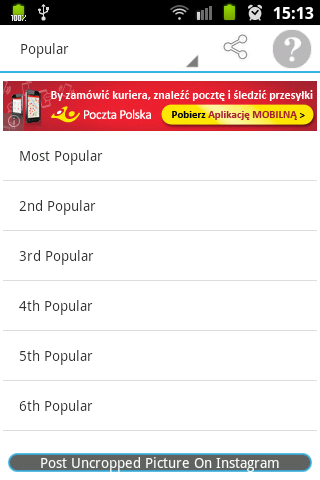 100%
15:13
Popular
?
By zamówić kuriera, znaleźć pocztę i śledzić przesyłki
Poczta Polska
Pobierz Aplikację MOBILNĄ >
Most Popular
2nd Popular
3rd Popular
4th Popular
5th Popular
6th Popular
Post Uncropped Picture On Instagram